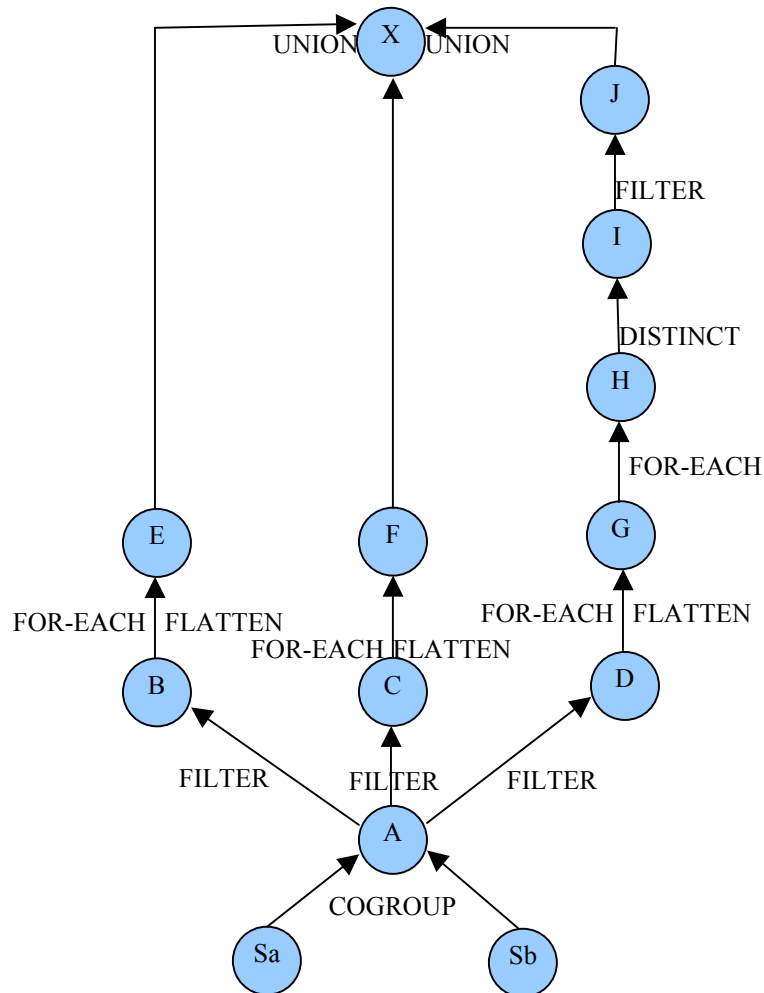 X
UNION UNION
J
FILTER
I
DISTINCT
H
FOR-EACH
E F G
FOR-EACH FLATTEN FOR-EACH FLATTEN
FOR-EACH FLATTEN
B C D
FILTER FILTER FILTER
A
COGROUP
Sa Sb